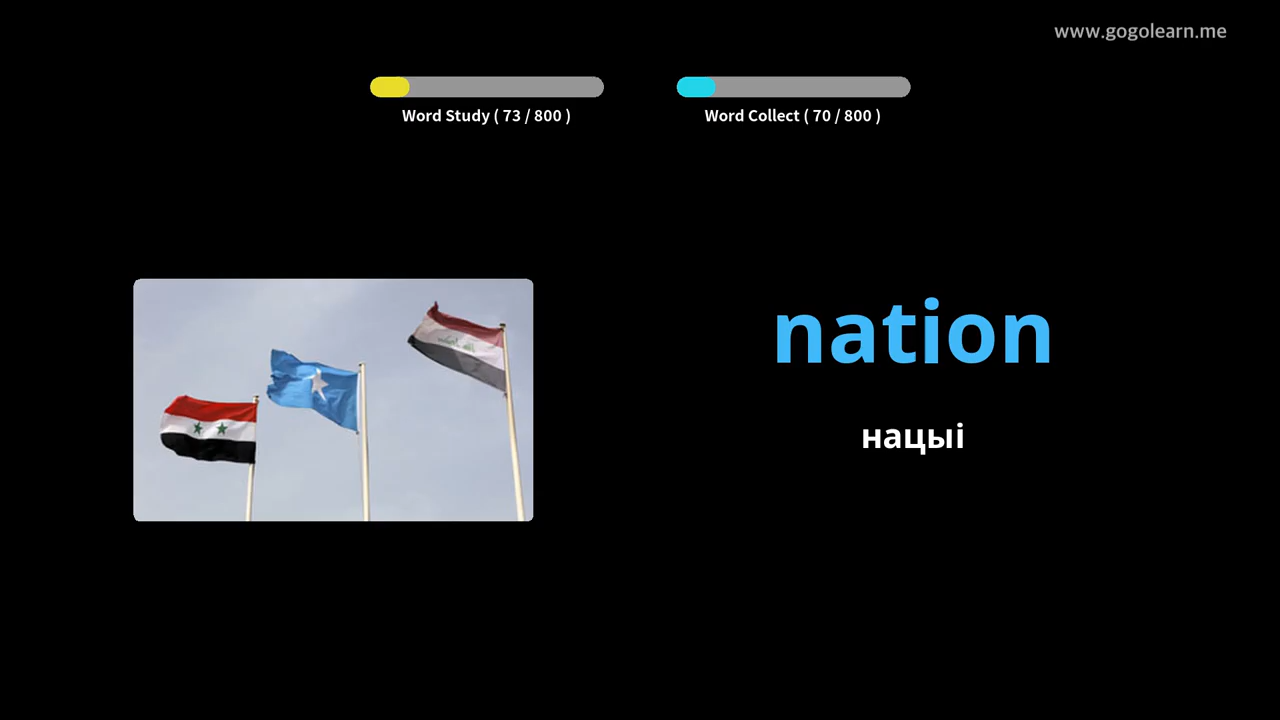 www.gogolearn.me
Word Study ( 73 / 800 )
Word Collect ( 70 / 800 )
nation
нацыі